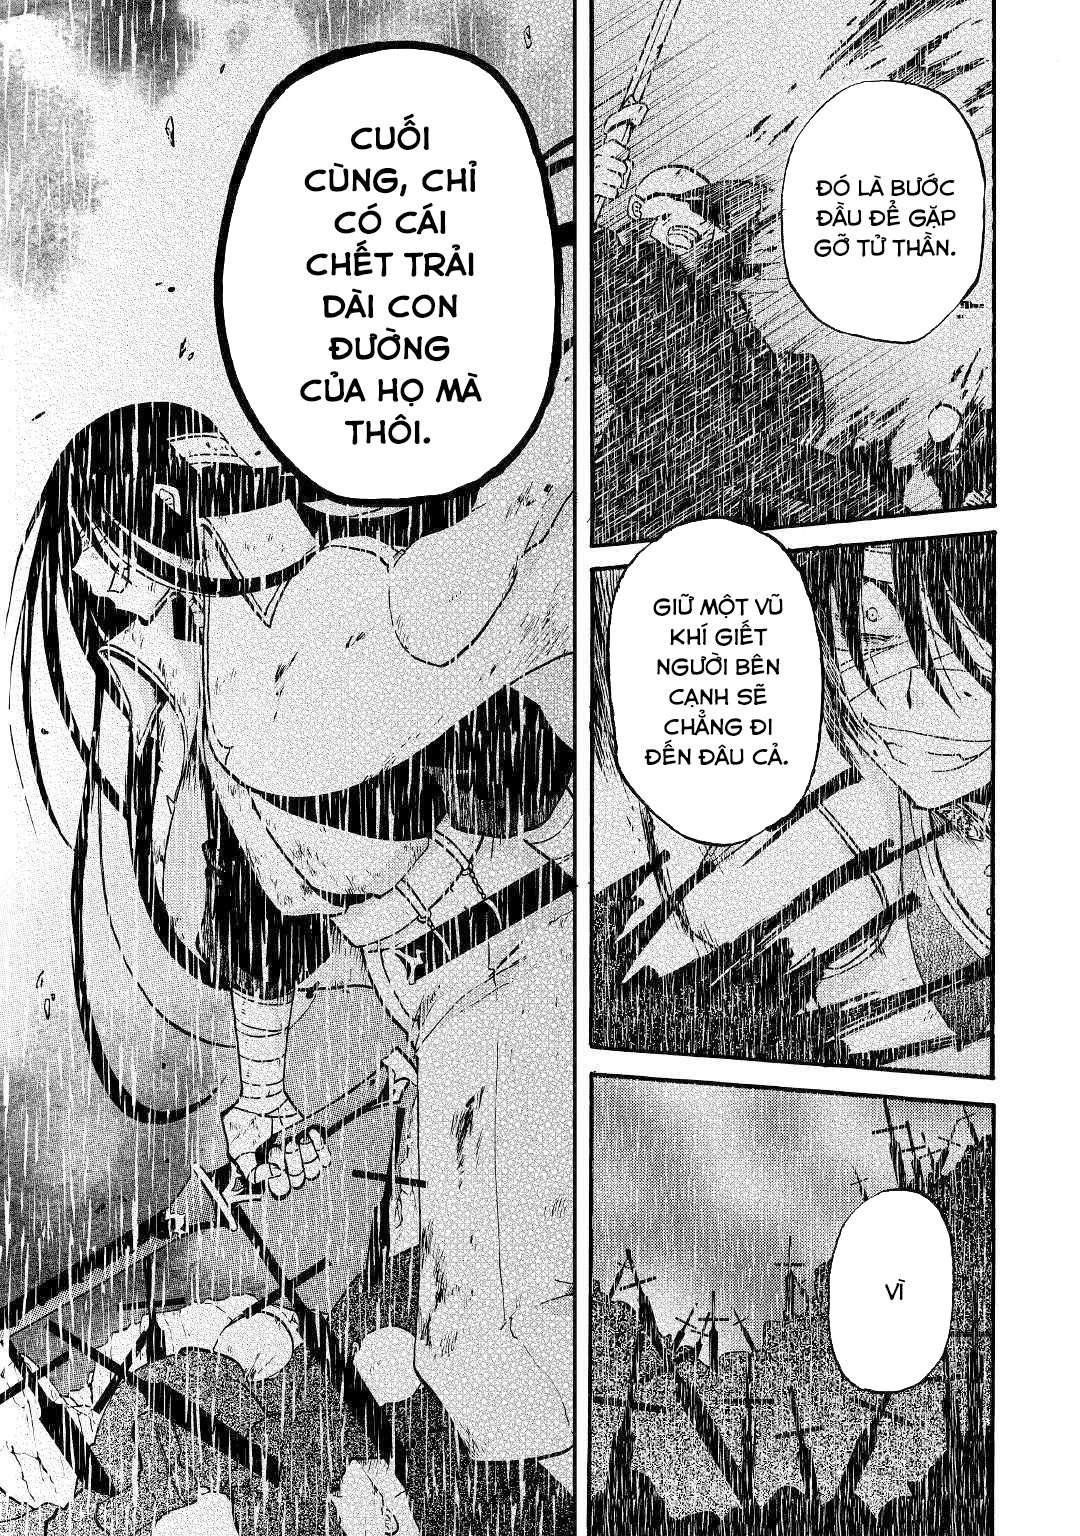 ĐÓ LÀ BƯỚC
ĐẦU ĐỂ GẶP
GỠ TỬ THẦN.
GIỮ MỘT VŨ
KHÍ GIẾT
NGƯỜI BÊN
CẠNH SẼ
CHẲNG ĐI
ĐẾN ĐÂU CẢ.
VÌ
CUỐI
CÙNG, CHỈ
CÓ CÁI
CHẾT TRẢI
DÀI CON
ĐƯỜNG
CỦA HỌ MÀ
THÔI.